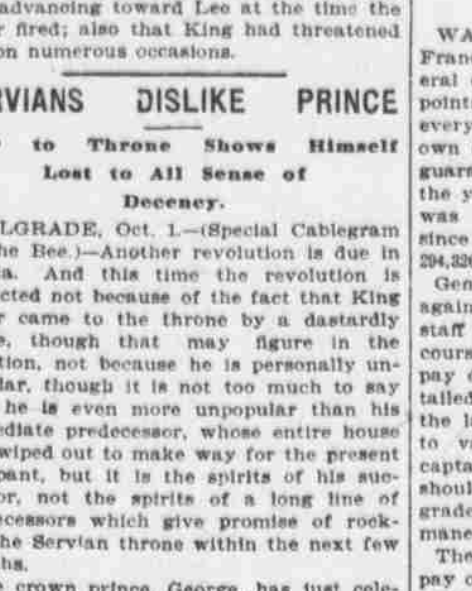 advancing toward Lee at the time the
r fired; also that King had threatened
on numerous occasions.
RVIANS DISLIKE PRINCE
to Throne Shows Himself
Lost to All Sense of
Decency.
LGRADE, Oct. 1.—(Special Cablegram
he Bee.)—Another revolution is due in
a. And this time the revolution is
cted not because of the fact that King
r came to the throne by a dastardly
e, though that may figure in the
tion, not because he is personally un-
lar, though it is not too much to say
he is even more unpopular than his
ediate predecessor, whose entire house
wiped out to make way for the present
pant, but it is the spirits of his suc-
or, not the spirits of a long line of
ecessors which give promise of rock-
he Servian throne within the next few
hs.
e crown prince, George, has just cele-
WA
Fran
eral
point
every
own
guar
the y
was
since
294,326
Gen
again
staff
cours
pay
tailed
the l
to v
capta
shoul
grade
mane
The
pay o